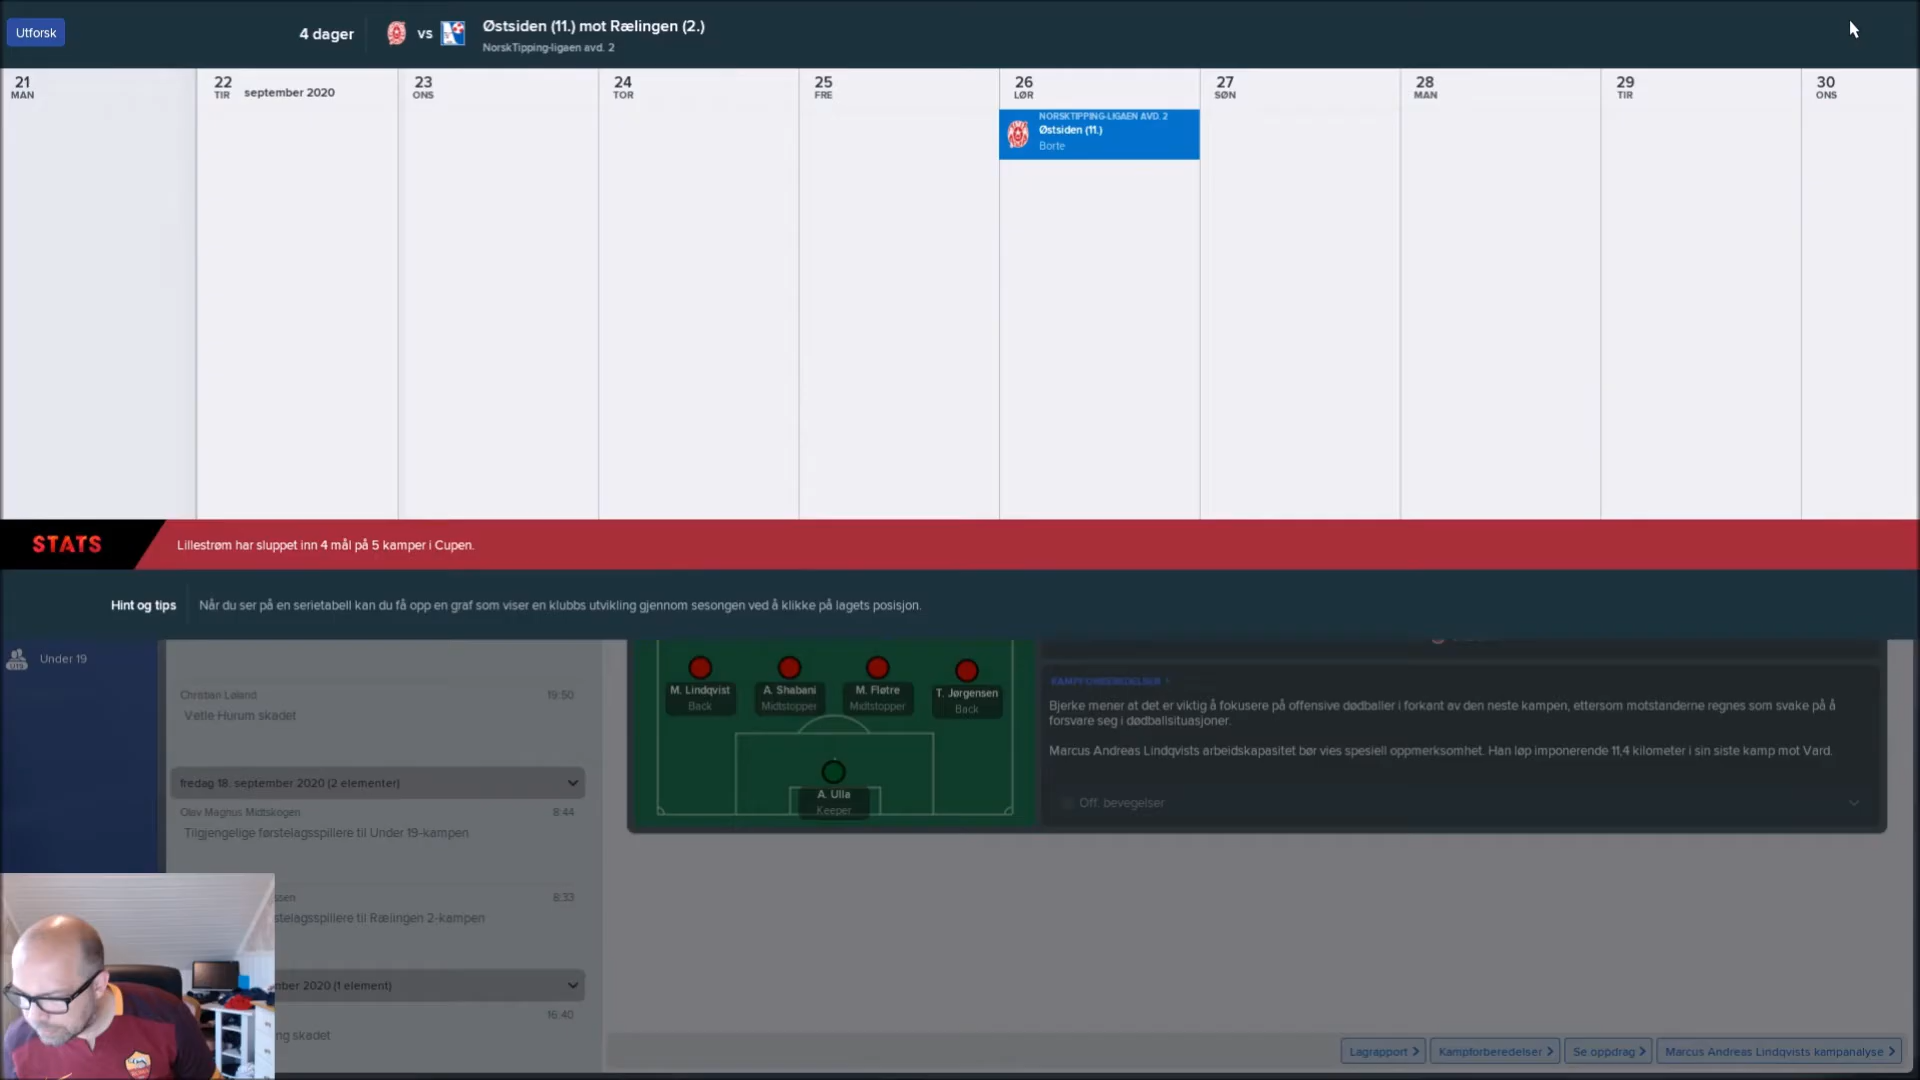 Utforsk
4 dager
vs
Østsiden (11.) mot Rælingen (2.)
NorskTipping-ligaen avd. 2
21
MAN
22
TIR
september 2020
23
ONS
24
TOR
25
FRE
26
LØR
27
SØN
28
MAN
29
TIR
30
ONS
NORSKTIPPING-LIGAEN AVD. 2
Østsiden (11.)
Borte
STATS
Lillestrøm har sluppet inn 4 mål på 5 kamper i Cupen.
Hint og tips
Når du ser på en serietabell kan du få opp en graf som viser en klubbs utvikling gjennom sesongen ved å klikke på lagets posisjon.
Under 19
Christian Løland 19:50
Vetle Hurum skadet
fredag 18. september 2020 (2 elementer)
Olav Magnus Midtskogen 8:44
Tilgjengelige førstelagsspillere til Under 19-kampen
ssen 8:33
stelagsspillere til Rælingen 2-kampen
mber 2020 (1 element)
16:40
ng skadet
M. Lindqvist
Back
A. Shabani
Midtstopper
M. Fløtre
Midtstopper
T. Jørgensen
Back
A. Ulla
Keeper
KAMPFORBEREDELSER
Bjerke mener at det er viktig å fokusere på offensive dødballer i forkant av den neste kampen, ettersom motstanderne regnes som svake på å
forsvare seg i dødballsituasjoner.
Marcus Andreas Lindqvists arbeidskapasitet bør vies spesiell oppmerksomhet. Han løp imponerende 11,4 kilometer i sin siste kamp mot Vard.
Off. bevegelser
Lagrapport
Kampforberedelser
Se oppdrag
Marcus Andreas Lindqvists kampanalyse